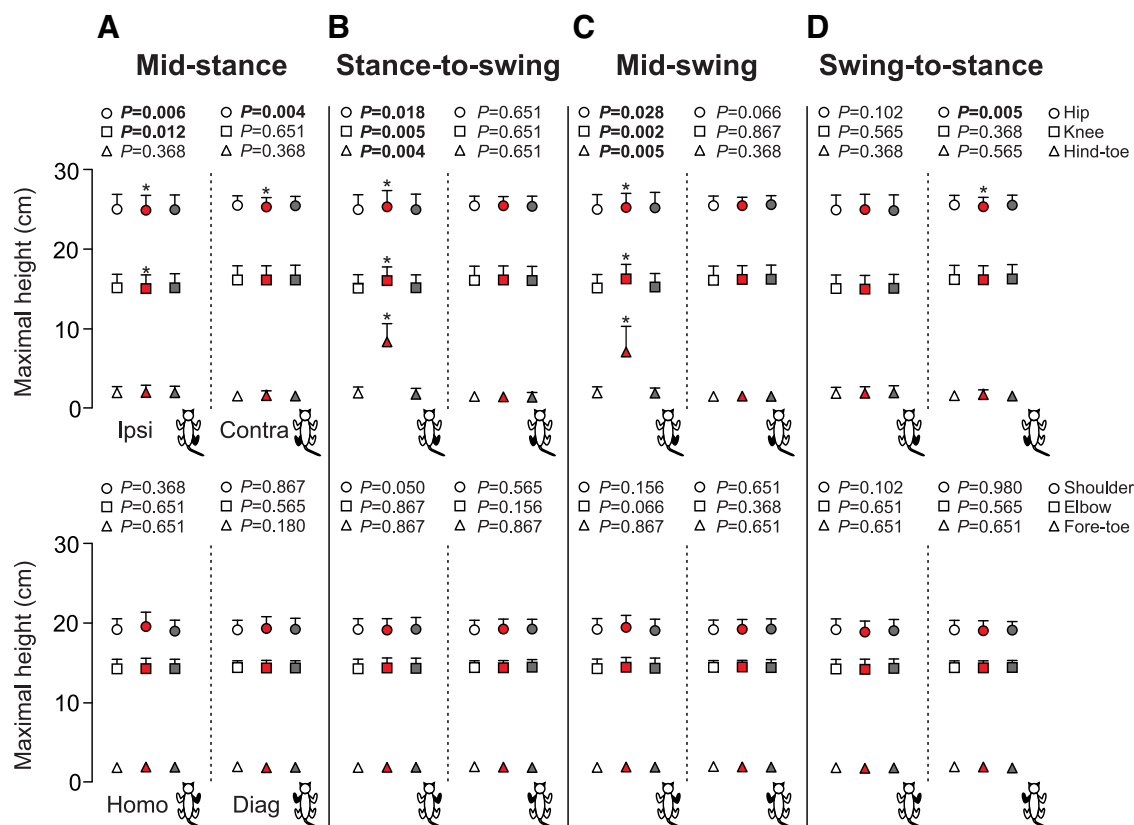 A B C D
Mid-stance Stance-to-swing Mid-swing Swing-to-stance
P=0.006 P=0.004 P=0.018 P=0.651 P=0.028 P=0.066 P=0.102 P=0.005 Hip
P=0.012 P=0.651 P=0.005 P=0.651 P=0.002 P=0.867 P=0.565 P=0.368 Knee
P=0.368 P=0.368 P=0.004 P=0.651 P=0.005 P=0.368 P=0.368 P=0.565 Hind-toe
Maximal height (cm)
30
* * * * *
20
* * *
10
* *
0
Ipsi Contra
P=0.368 P=0.867 P=0.050 P=0.565 P=0.156 P=0.651 P=0.102 P=0.980 Shoulder
P=0.651 P=0.565 P=0.867 P=0.156 P=0.066 P=0.368 P=0.651 P=0.565 Elbow
P=0.651 P=0.180 P=0.867 P=0.867 P=0.867 P=0.651 P=0.651 P=0.651 Fore-toe
Maximal height (cm)
30
20
10
0
Homo Diag